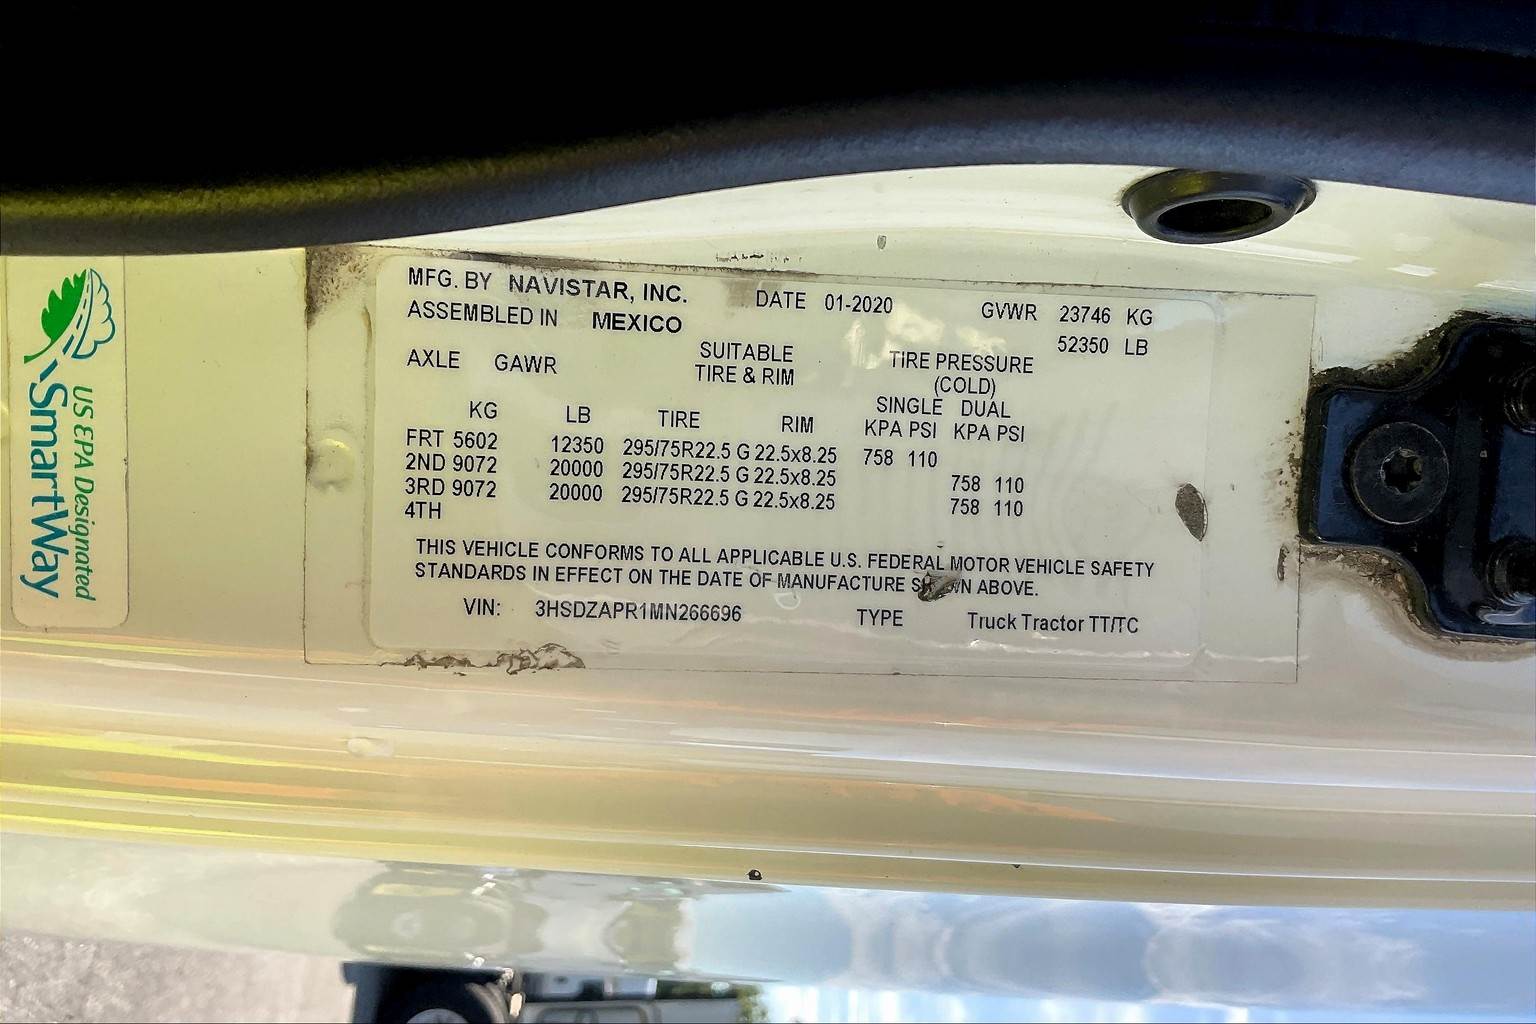 MFG. BY NAVISTAR, INC. DATE 01-2020 GVWR 23746 KG
ASSEMBLED IN MEXICO 52350 LB
AXLE GAWR SUITABLE TIRE PRESSURE
TIRE & RIM (COLD)
SINGLE DUAL
KG LB TIRE RIM KPA PSI KPA PSI
FRT 5602 12350 295/75R22.5 G 22.5x8.25 758 110
2ND 9072 20000 295/75R22.5 G 22.5x8.25 758 110
3RD 9072 20000 295/75R22.5 G 22.5x8.25 758 110
4TH
THIS VEHICLE CONFORMS TO ALL APPLICABLE U.S. FEDERAL MOTOR VEHICLE SAFETY
STANDARDS IN EFFECT ON THE DATE OF MANUFACTURE ABOVE.
VIN: 3HSDZAPR1MN266696 TYPE Truck Tractor TT/TC
US EPA Designated
SmartWay